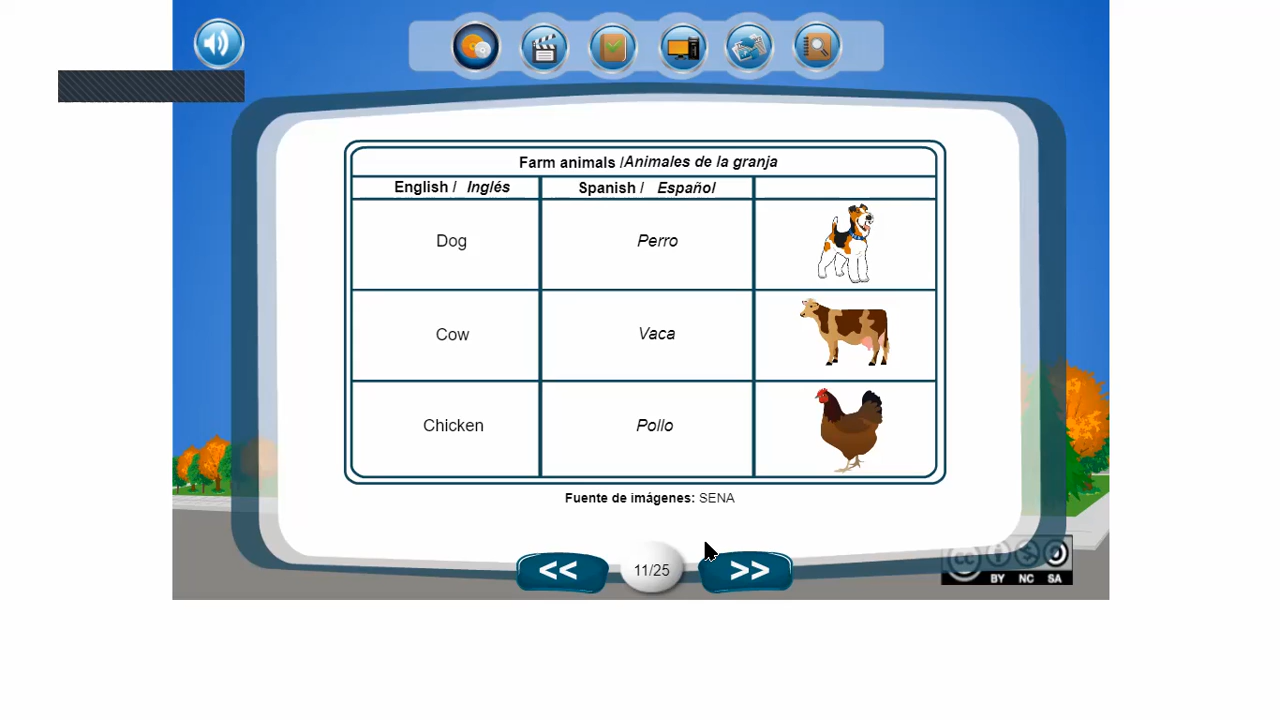 Farm animals /Animales de la granja
English / Inglés Spanish / Español
Dog Perro
Cow Vaca
Chicken Pollo
Fuente de imágenes: SENA
<< 11/25 >>
cc
BY NC SA